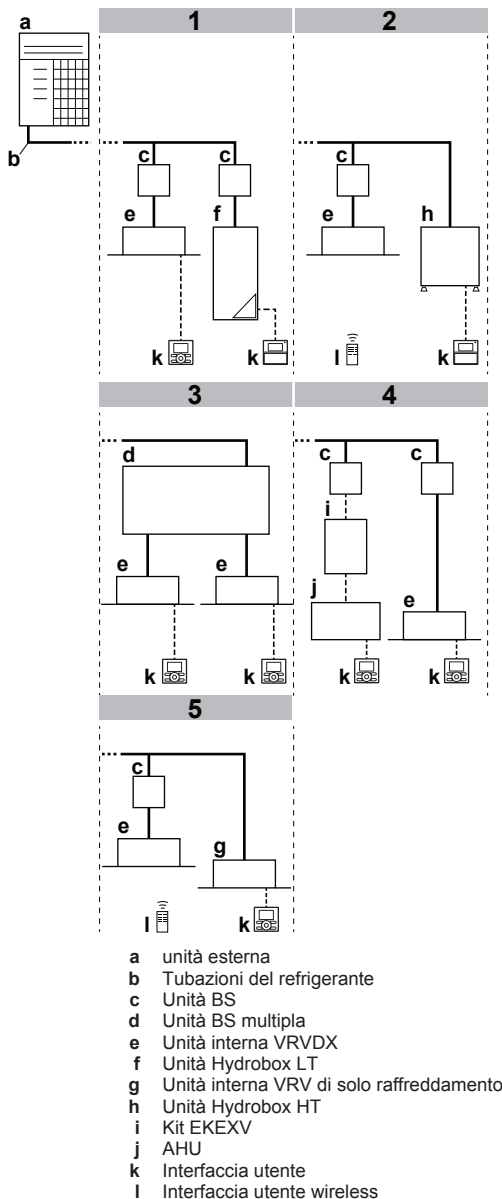 a
1
2
b
c
c
c
e
f
e
h
k
k
l
k
3
4
d
c
c
i
e
e
j
e
k
k
k
k
5
c
e
g
l
k
a unità esterna
b Tubazioni del refrigerante
c Unità BS
d Unità BS multipla
e Unità interna VRVDX
f Unità Hydrobox LT
g Unità interna VRV di solo raffreddamento
h Unità Hydrobox HT
i Kit EKEXV
j AHU
k Interfaccia utente
l Interfaccia utente wireless